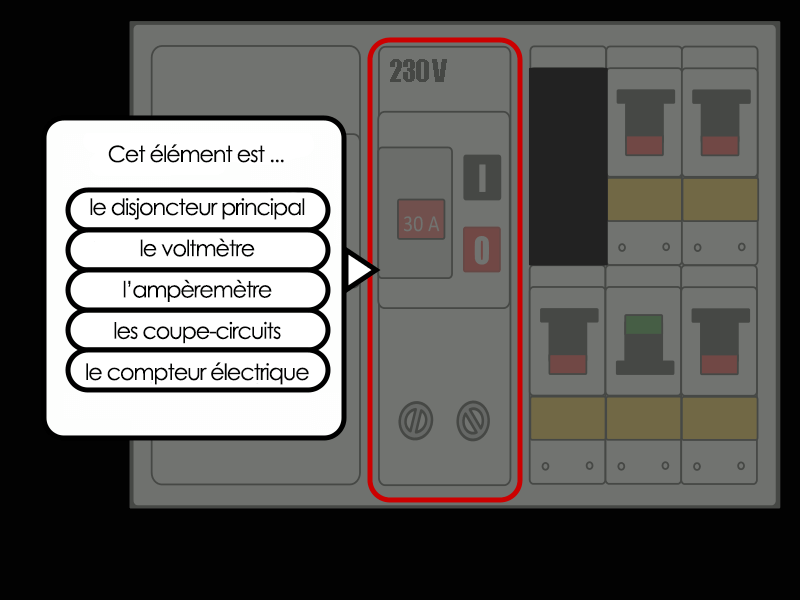 230 V
Cet élément est ...
le disjoncteur principal
le voltmètre
l'ampèremètre
les coupe-circuits
le compteur électrique
30 A
I
0